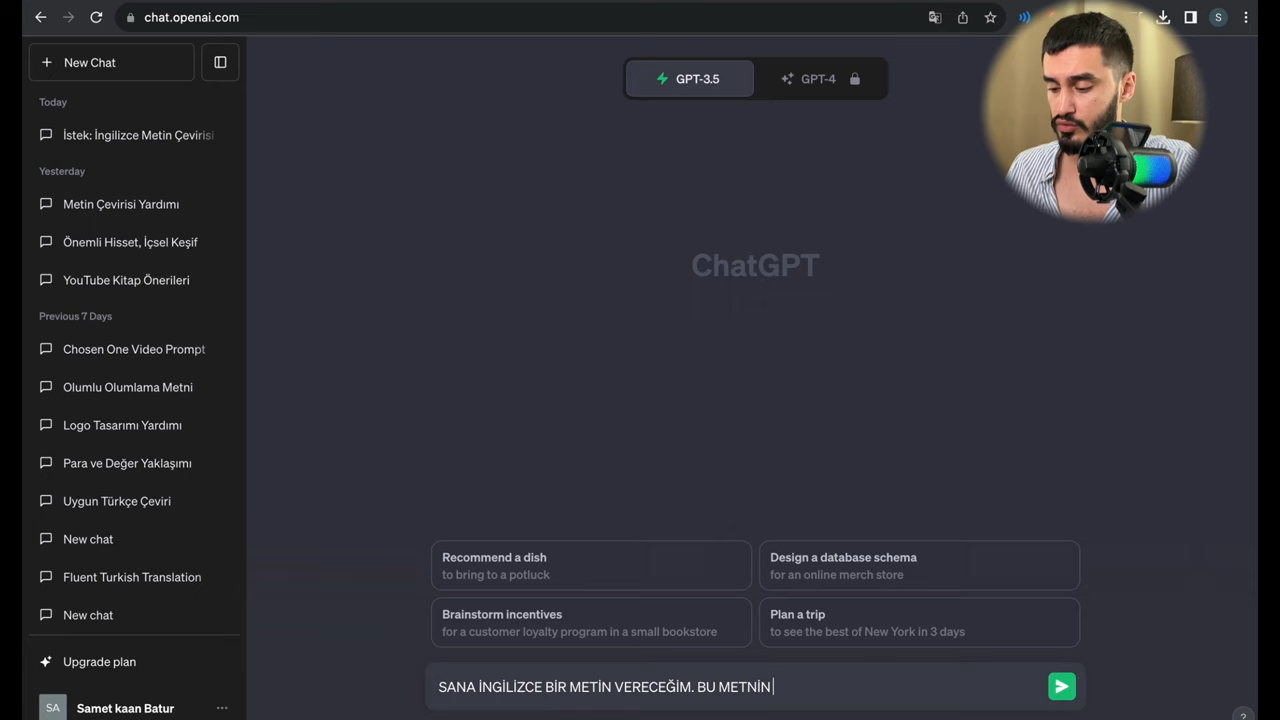 chat.openai.com
S
New Chat
Today
İstek: İngilizce Metin Çevirisi
Yesterday
Metin Çevirisi Yardımı
Önemli Hisset, İçsel Keşif
YouTube Kitap Önerileri
Previous 7 Days
Chosen One Video Prompt
Olumlu Olumlama Metni
Logo Tasarımı Yardımı
Para ve Değer Yaklaşımı
Uygun Türkçe Çeviri
New chat
Fluent Turkish Translation
New chat
Upgrade plan
SA
Samet kaan Batur
GPT-3.5
GPT-4
ChatGPT
Recommend a dish
to bring to a potluck
Design a database schema
for an online merch store
Brainstorm incentives
for a customer loyalty program in a small bookstore
Plan a trip
to see the best of New York in 3 days
SANA İNGİLİZCE BİR METİN VERECEĞİM. BU METNİN
?